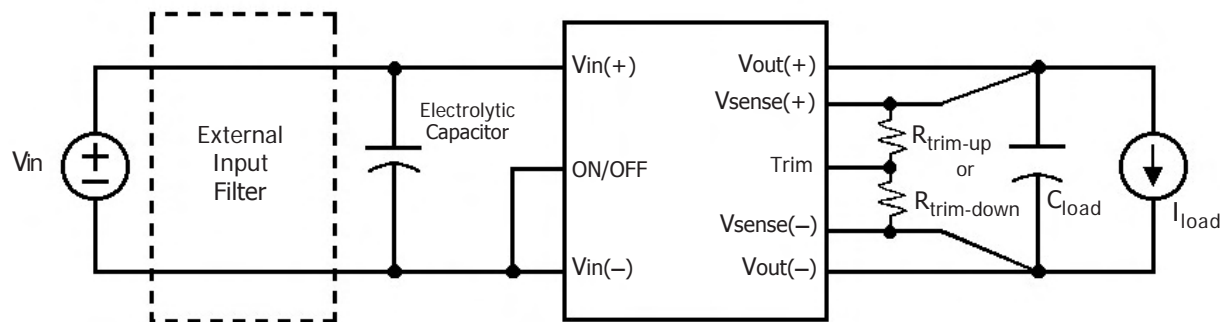 Vin
External
Input
Filter
Electrolytic
Capacitor
Vin(+)
ON/OFF
Vin(−)
Vout(+)
Vsense(+)
Trim
Vsense(−)
Vout(−)
Rtrim-up
or
Rtrim-down
Cload
Iload